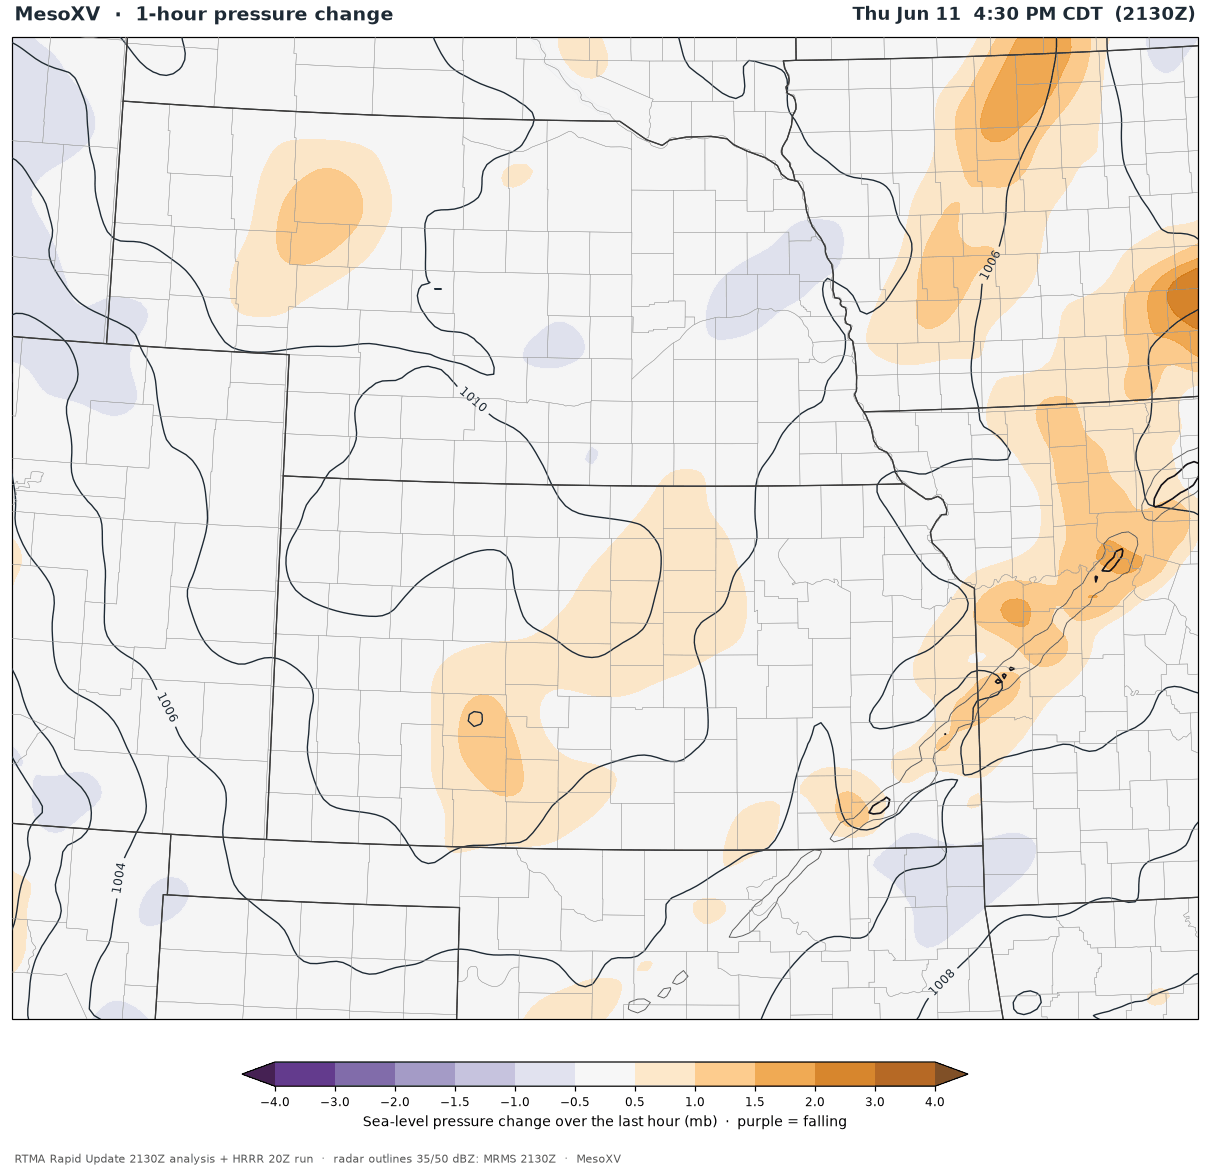 MesoXV · 1-hour pressure change
Thu Jun 11 4:30 PM CDT (2130Z)
1006
1010
1006
1004
1008
−4.0 −3.0 −2.0 −1.5 −1.0 −0.5 0.5 1.0 1.5 2.0 3.0 4.0
Sea-level pressure change over the last hour (mb) · purple = falling
RTMA Rapid Update 2130Z analysis + HRRR 20Z run · radar outlines 35/50 dBZ: MRMS 2130Z · MesoXV